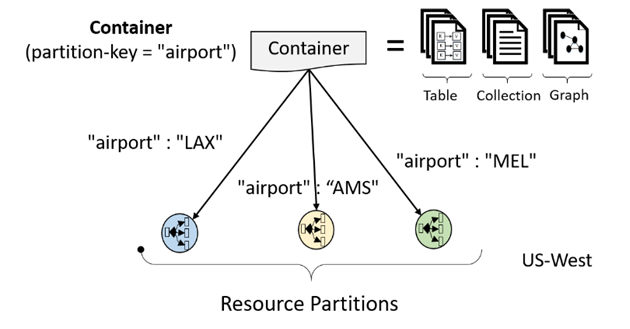 Container
(partition-key = "airport")
Container
=
Table
Collection
Graph
"airport" : "LAX"
"airport" : “AMS"
"airport" : "MEL"
US-West
Resource Partitions